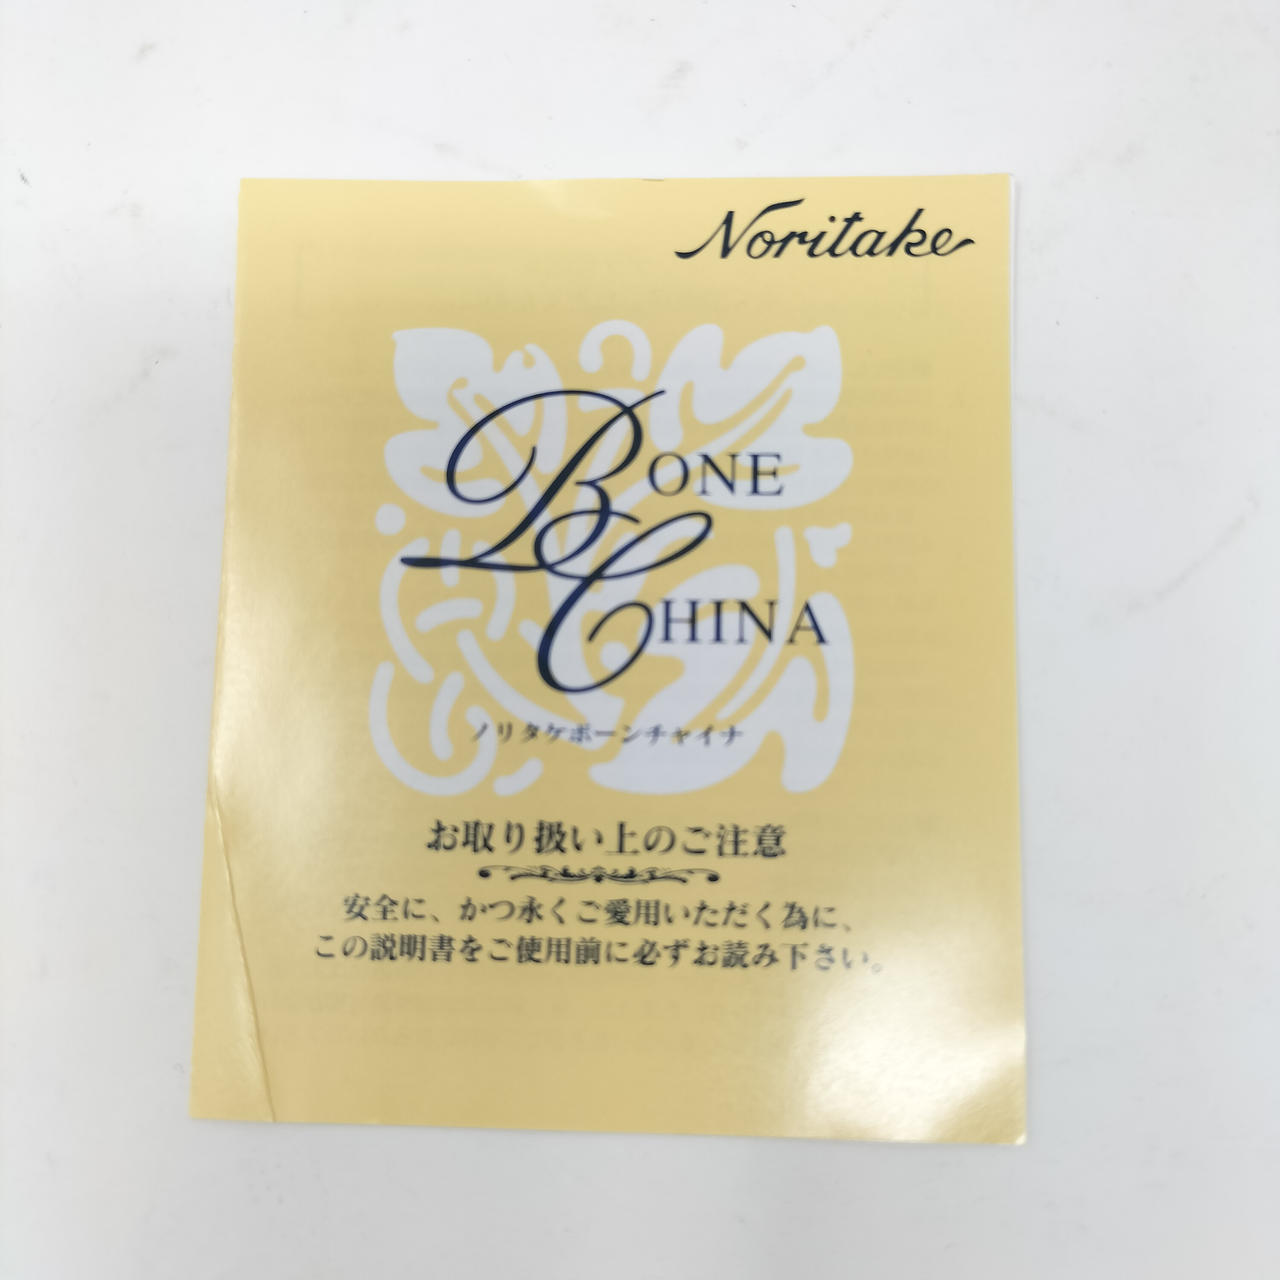 Noritake
BONE
CHINA
ノリタケボーンチャイナ
お取り扱い上のご注意
安全に、かつ永くご愛用いただく為に、
この説明書をご使用前に必ずお読み下さい。